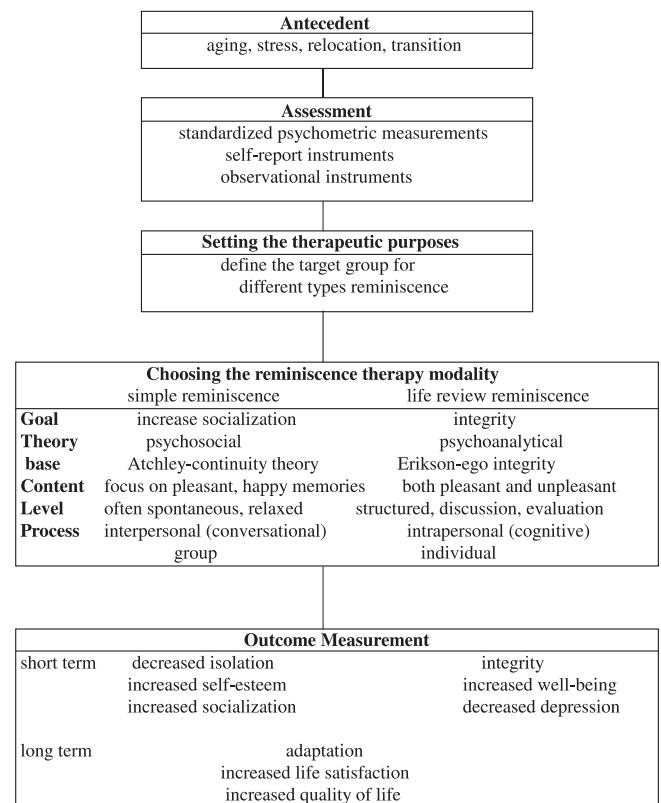 Antecedent
aging, stress, relocation, transition
Assessment
standardized psychometric measurements
self-report instruments
observational instruments
Setting the therapeutic purposes
define the target group for
different types reminiscence
Choosing the reminiscence therapy modality
simple reminiscence life review reminiscence
Goal increase socialization integrity
Theory psychosocial psychoanalytical
base Atchley-continuity theory Erikson-ego integrity
Content focus on pleasant, happy memories both pleasant and unpleasant
Level often spontaneous, relaxed structured, discussion, evaluation
Process interpersonal (conversational) intrapersonal (cognitive)
group individual
Outcome Measurement
short term decreased isolation integrity
increased self-esteem increased well-being
increased socialization decreased depression
long term adaptation
increased life satisfaction
increased quality of life